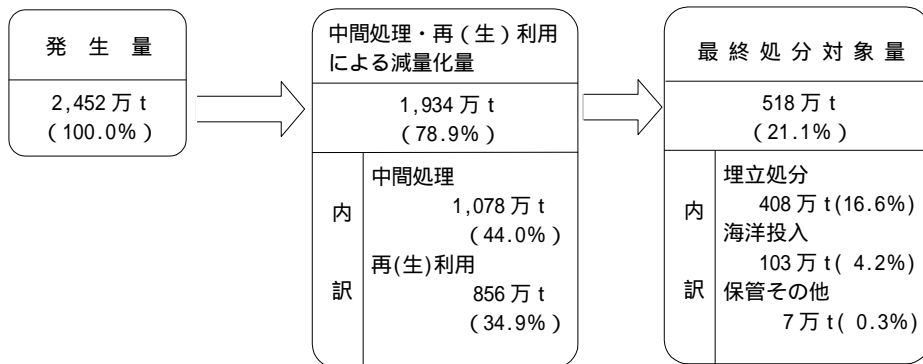 発 生 量
2,452 万 t
( 100.0% )
中間処理・再 ( 生 ) 利用
による減量化量
1,934 万 t
( 78.9% )
内
訳
中間処理
1,078 万 t
( 44.0% )
再(生)利用
856 万 t
( 34.9% )
最 終 処 分 対 象 量
518 万 t
( 21.1% )
内
訳
埋立処分
408 万 t (16.6%)
海洋投入
103 万 t ( 4.2%)
保管その他
7 万 t ( 0.3%)